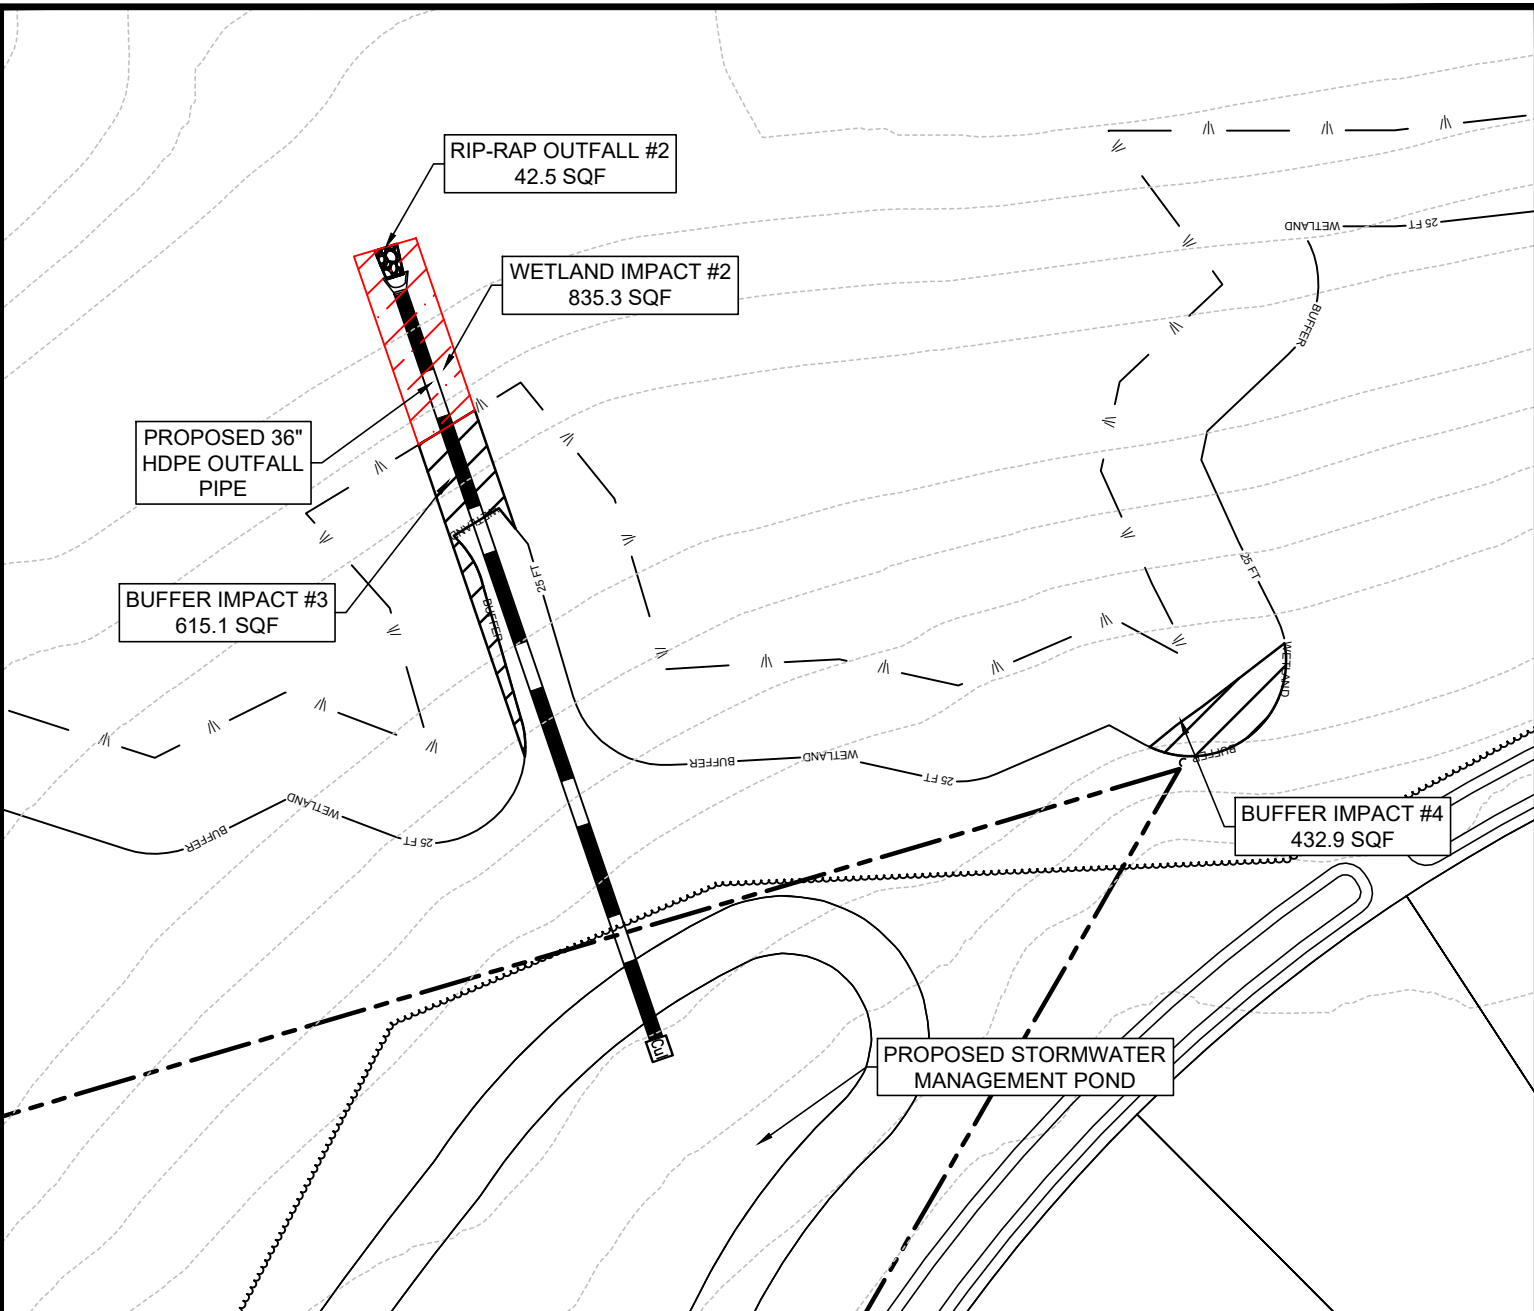 RIP-RAP OUTFALL #2
42.5 SQF
WETLAND IMPACT #2
835.3 SQF
WETLAND
25 FT
BUFFER
PROPOSED 36"
HDPE OUTFALL
PIPE
WETLAND
25 FT
25 FT
BUFFER IMPACT #3
615.1 SQF
BUFFER
WETLAND
BUFFER
WETLAND
25 FT
BUFFER
WETLAND
BUFFER
25 FT
BUFFER IMPACT #4
432.9 SQF
PROPOSED STORMWATER
MANAGEMENT POND